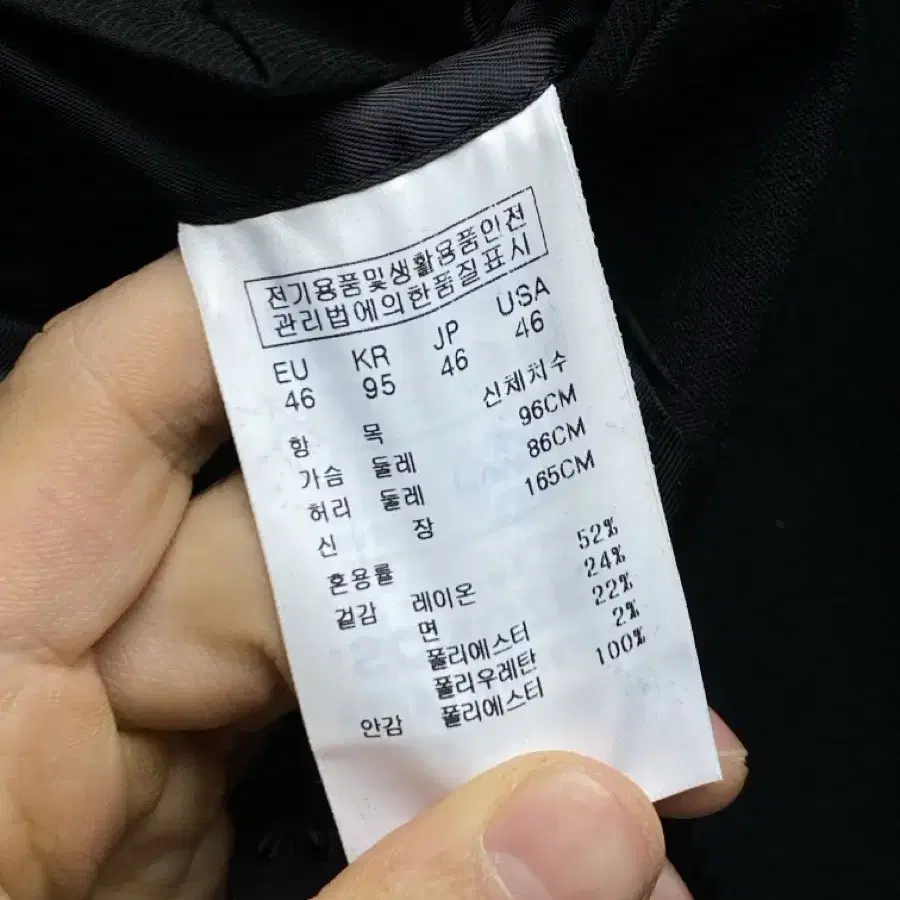 전기용품및생활용품안전
관리법에의한품질표시
EU KR JP USA
46 95 46 46
항 목 신체치수
가슴 둘레 96CM
허리 둘레 86CM
신 장 165CM
혼용률
겉감 레이온 52%
면 24%
폴리에스터 22%
폴리우레탄 2%
안감 폴리에스터 100%